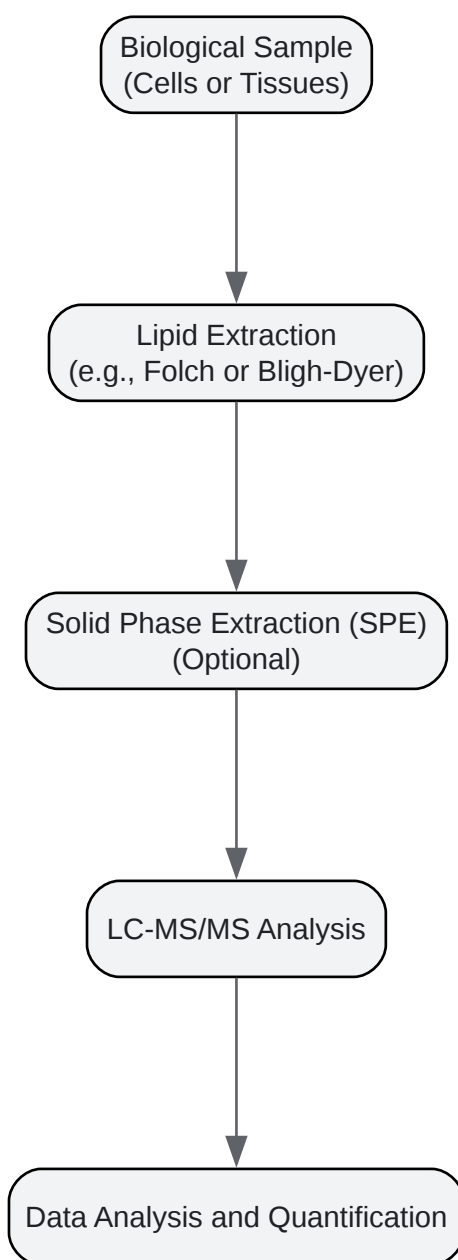 Biological Sample
(Cells or Tissues)
Lipid Extraction
(e.g., Folch or Bligh-Dyer)
Solid Phase Extraction (SPE)
(Optional)
LC-MS/MS Analysis
Data Analysis and Quantification